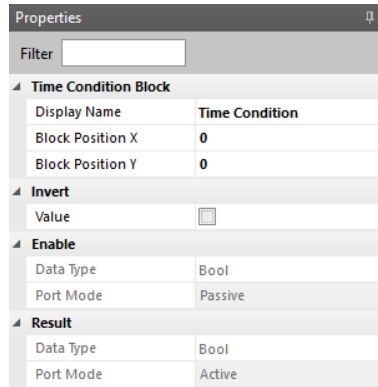 Properties
Filter
Time Condition Block
Display Name Time Condition
Block Position X 0
Block Position Y 0
Invert
Value
Enable
Data Type Bool
Port Mode Passive
Result
Data Type Bool
Port Mode Active